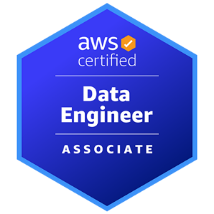 aws
certified
Data
Engineer
ASSOCIATE